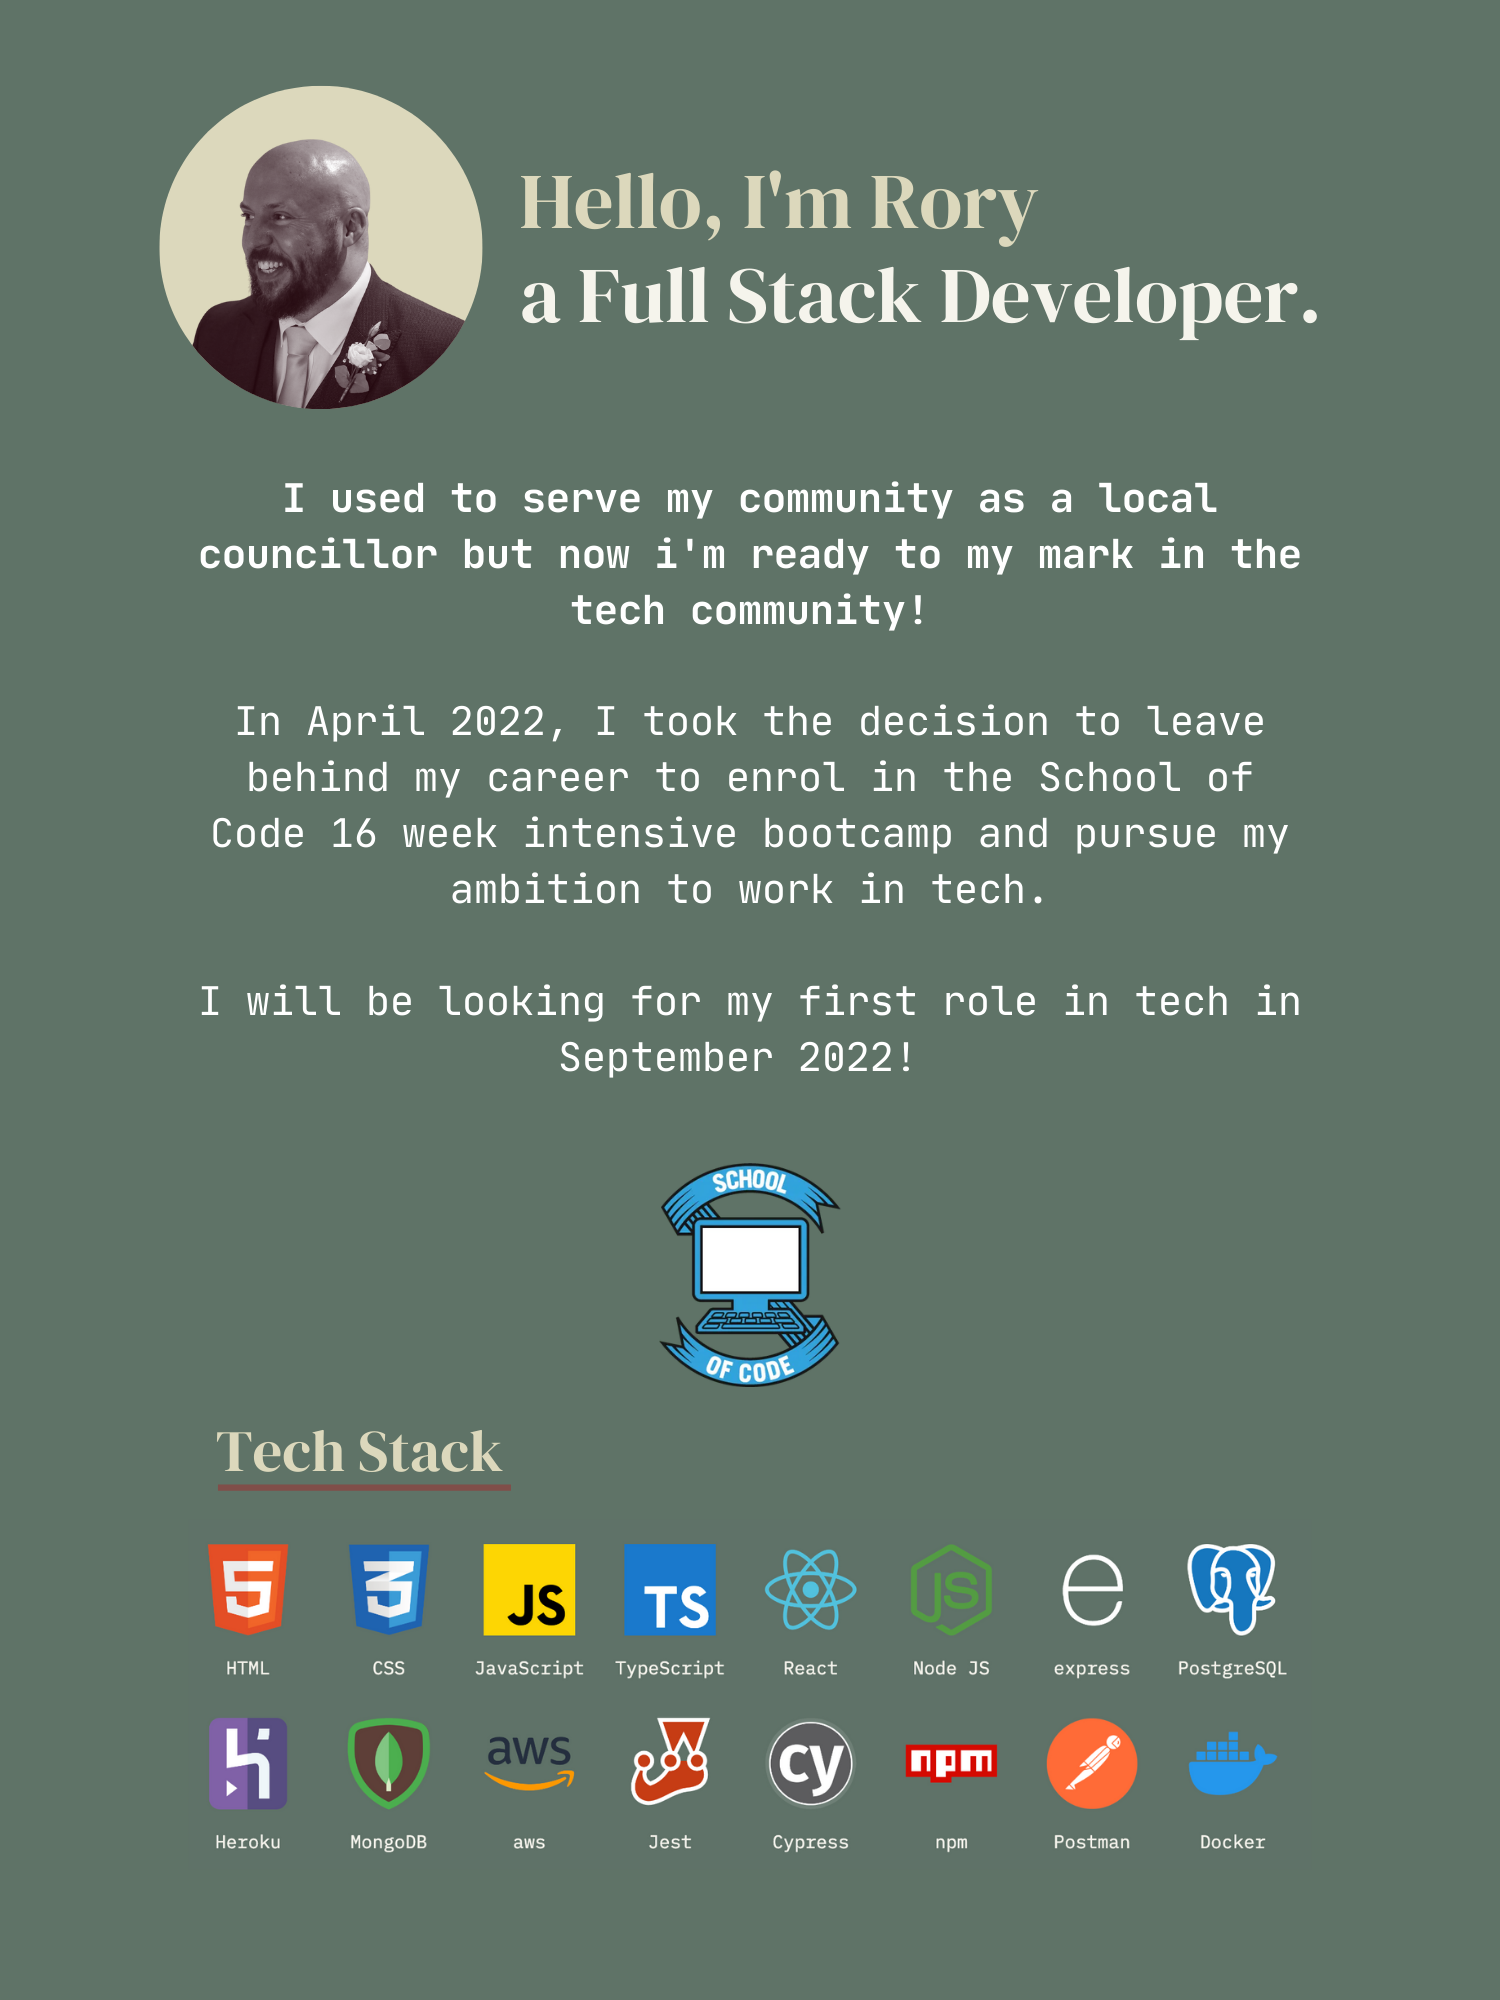 Hello, I'm Rory
a Full Stack Developer.
I used to serve my community as a local
councillor but now i'm ready to my mark in the
tech community!
In April 2022, I took the decision to leave
behind my career to enrol in the School of
Code 16 week intensive bootcamp and pursue my
ambition to work in tech.
I will be looking for my first role in tech in
September 2022!
SCHOOL
OF CODE
Tech Stack
5 3 JS TS JS e
HTML CSS JavaScript TypeScript React Node JS express PostgreSQL
aws cy npm
Heroku MongoDB aws Jest Cypress npm Postman Docker